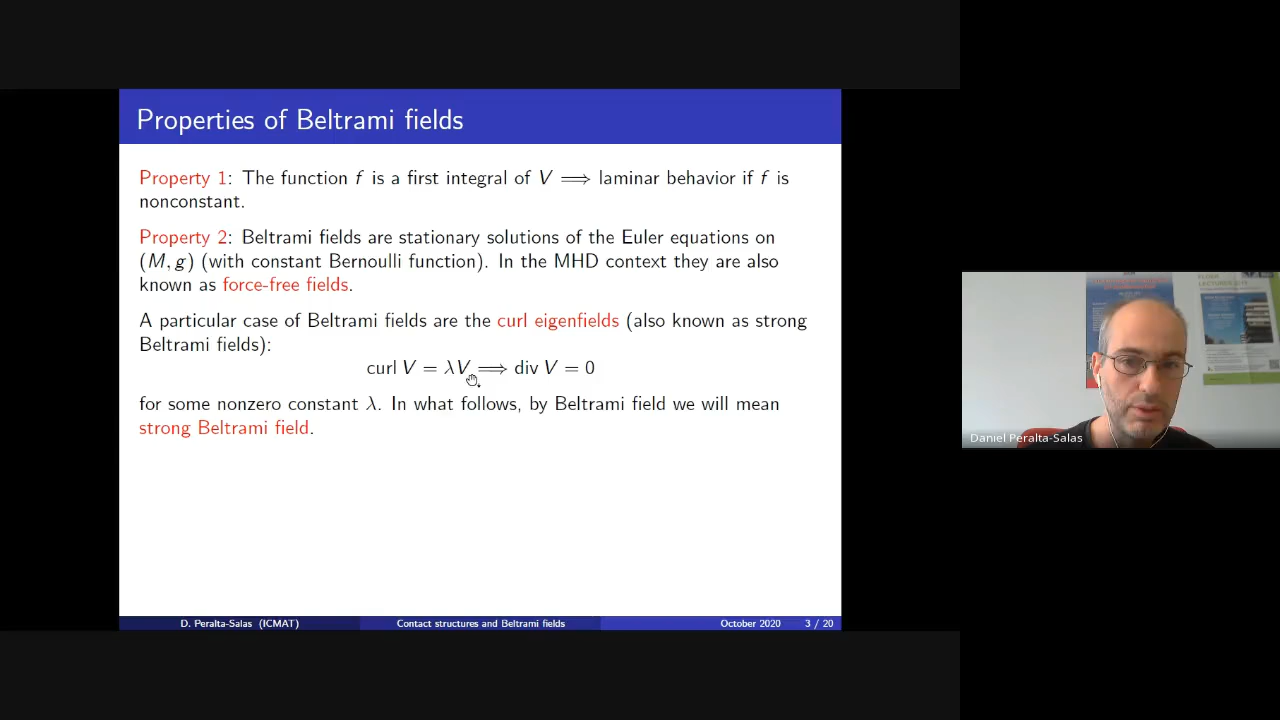 Properties of Beltrami fields
Property 1: The function f is a first integral of V ⟹ laminar behavior if f is
nonconstant.
Property 2: Beltrami fields are stationary solutions of the Euler equations on
(M, g) (with constant Bernoulli function). In the MHD context they are also
known as force-free fields.
A particular case of Beltrami fields are the curl eigenfields (also known as strong
Beltrami fields):
curl V = λV ⟹ div V = 0
for some nonzero constant λ. In what follows, by Beltrami field we will mean
strong Beltrami field.
D. Peralta-Salas (ICMAT) Contact structures and Beltrami fields October 2020 3 / 20
Daniel Peralta-Salas